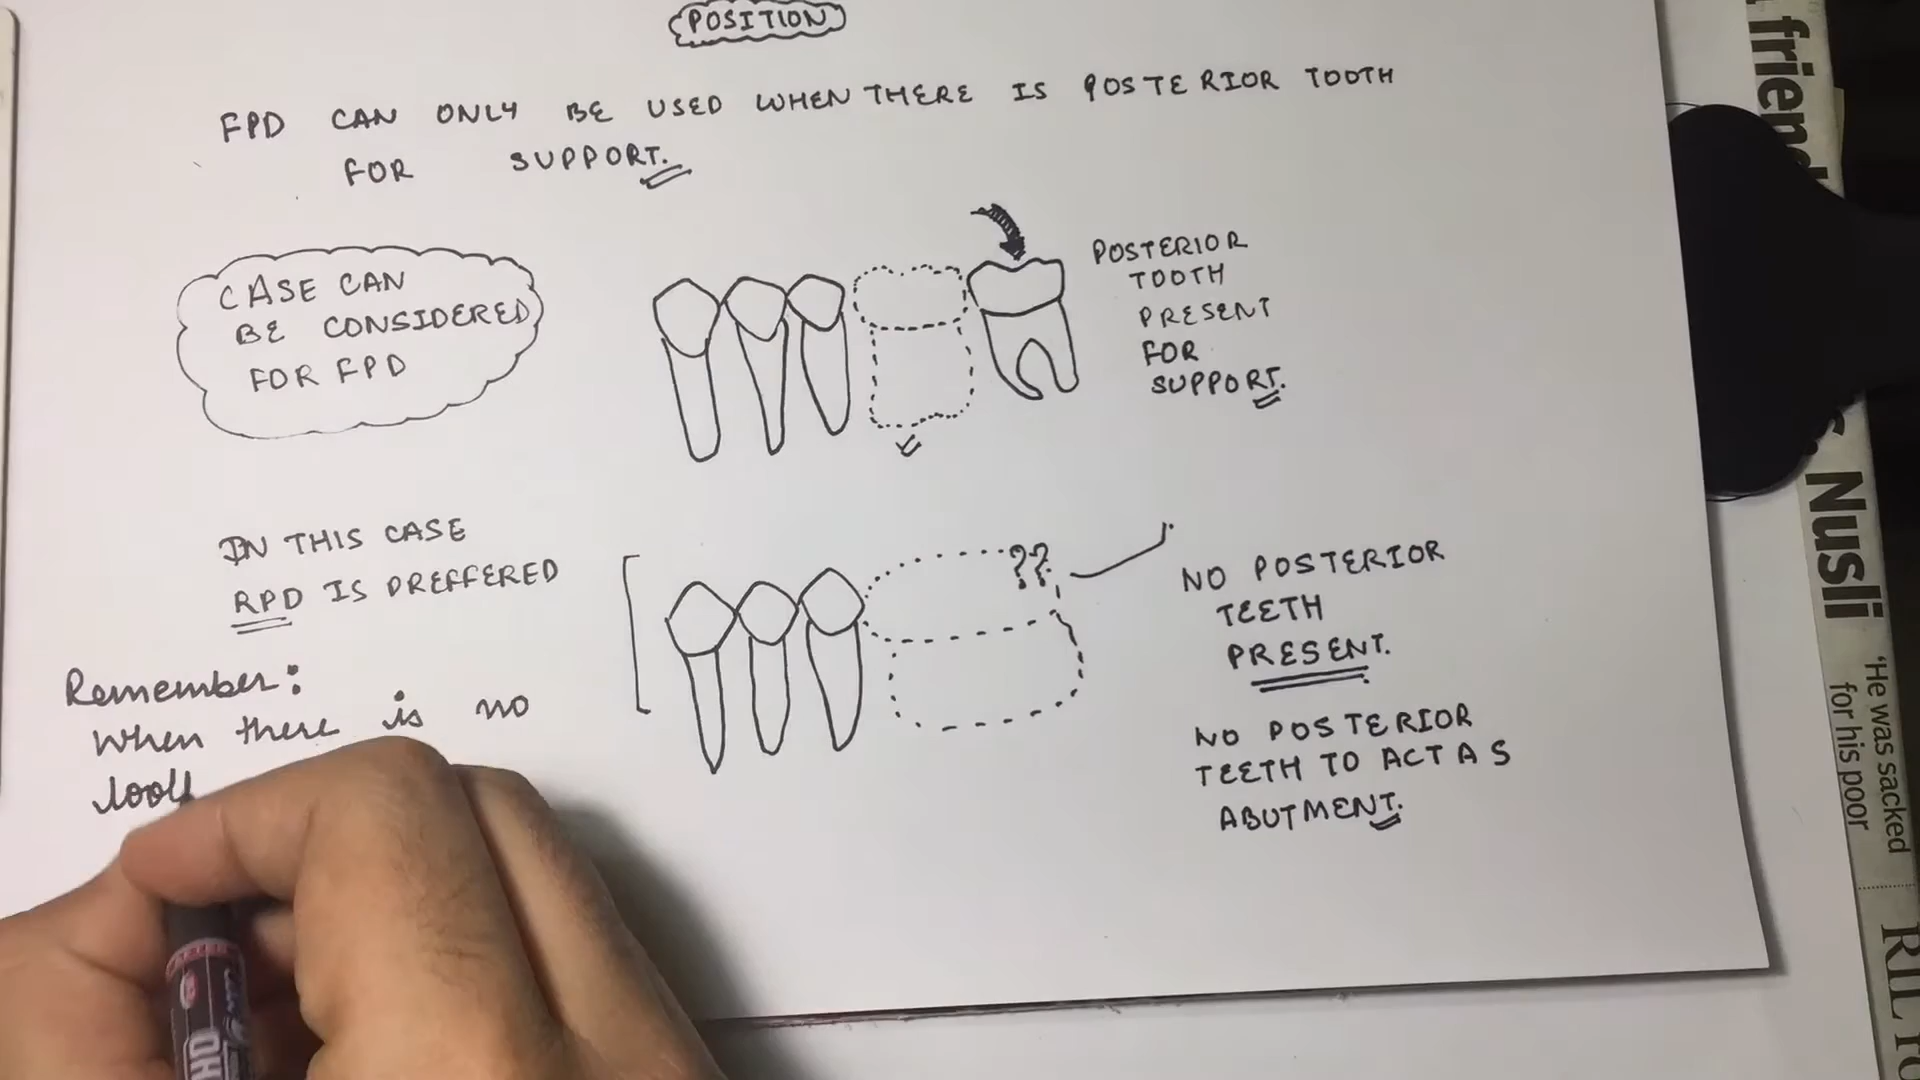 POSITION
FPD CAN ONLY BE USED WHEN THERE IS POSTERIOR TOOTH
FOR SUPPORT.
CASE CAN
BE CONSIDERED
FOR FPD
POSTERIOR
TOOTH
PRESENT
FOR
SUPPORT.
IN THIS CASE
RPD IS PREFFERED
Remember:
When there is no
??
NO POSTERIOR
TEETH
PRESENT.
NO POSTERIOR
TEETH TO ACT AS
ABUTMENT.
friend
Nusli
'He was sacked
for his poor
OH